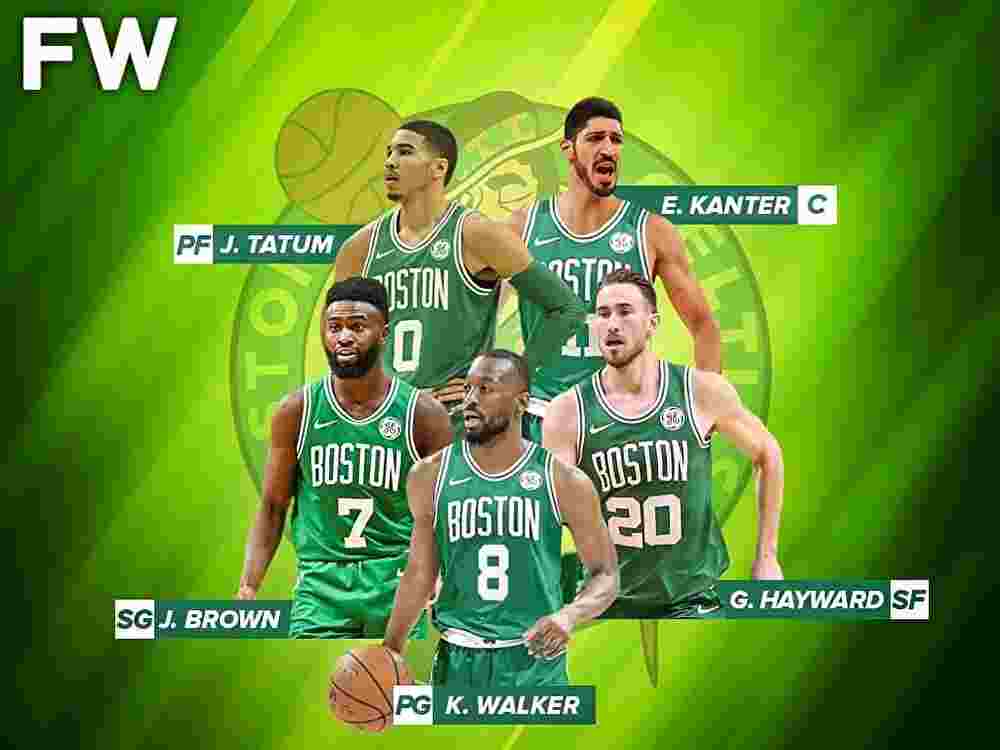 FW
E. KANTER C
PF J. TATUM
BOSTON
0
BOSTON
11
BOSTON
7
BOSTON
20
BOSTON
8
G. HAYWARD SF
SG J. BROWN
PG K. WALKER